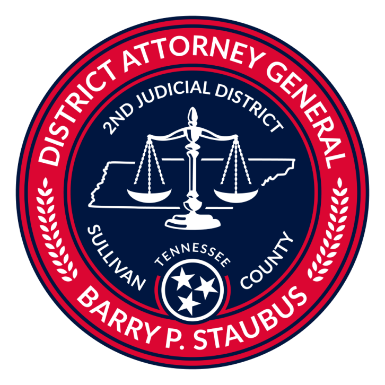 DISTRICT ATTORNEY GENERAL
2ND JUDICIAL DISTRICT
SULLIVAN
TENNESSEE
COUNTY
BARRY P. STAUBUS